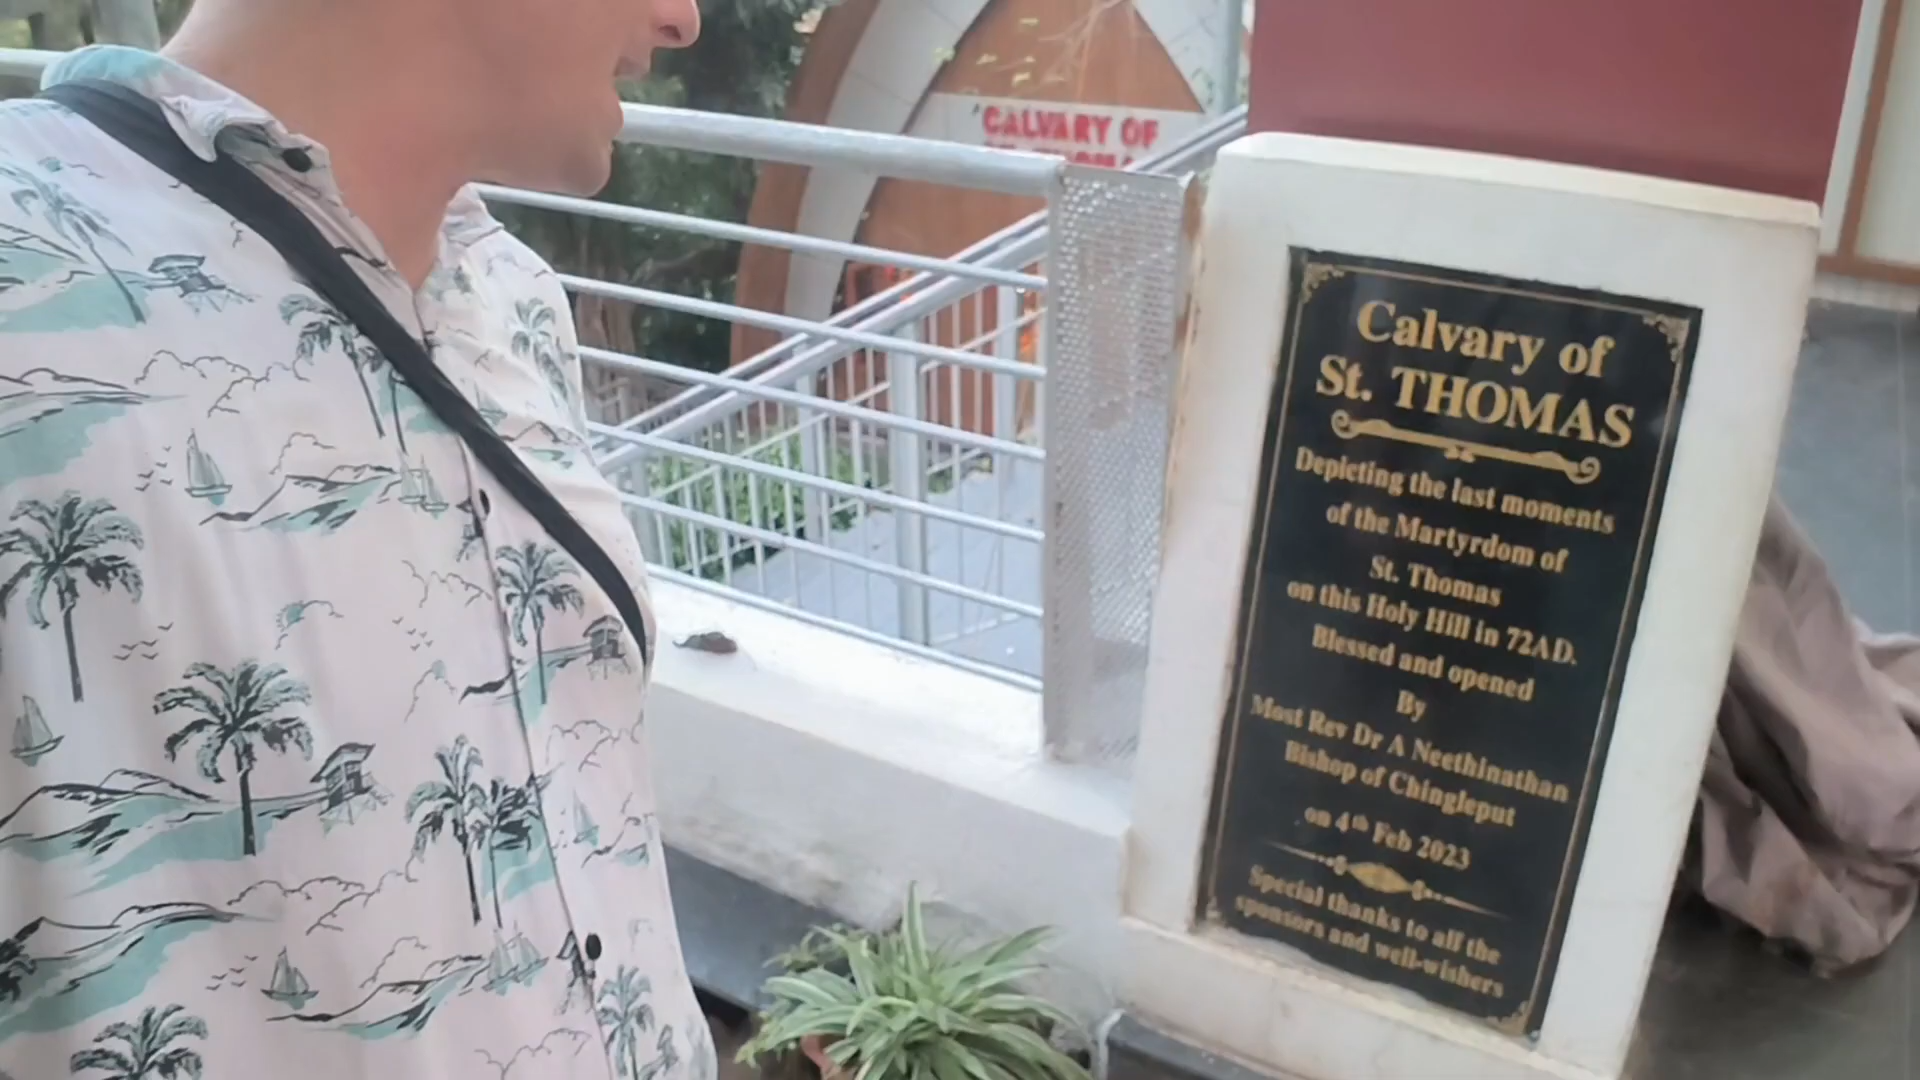 CALVARY OF
Calvary of
St. THOMAS
Depicting the last moments
of the Martyrdom of
St. Thomas
on this Holy Hill in 72AD.
Blessed and opened
By
Most Rev Dr A Neethinathan
Bishop of Chingleput
on 4th Feb 2023
Special thanks to all the
sponsors and well-wishers